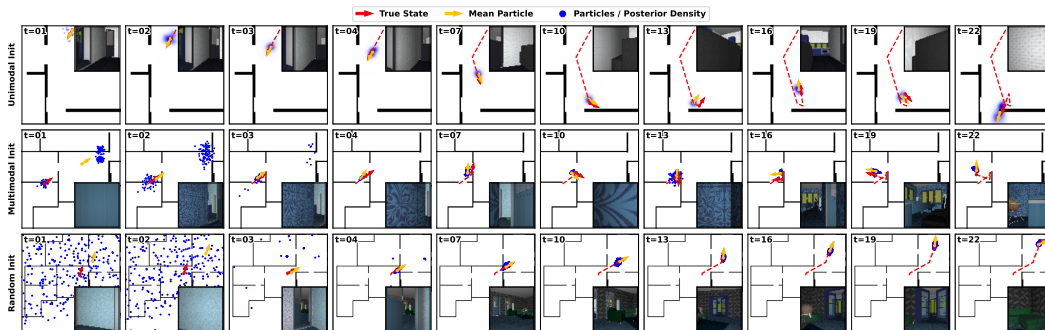 True State Mean Particle Particles / Posterior Density
Unimodal Init
t=01 t=02 t=03 t=04 t=07 t=10 t=13 t=16 t=19 t=22
Multimodal Init
t=01 t=02 t=03 t=04 t=07 t=10 t=13 t=16 t=19 t=22
Random Init
t=01 t=02 t=03 t=04 t=07 t=10 t=13 t=16 t=19 t=22